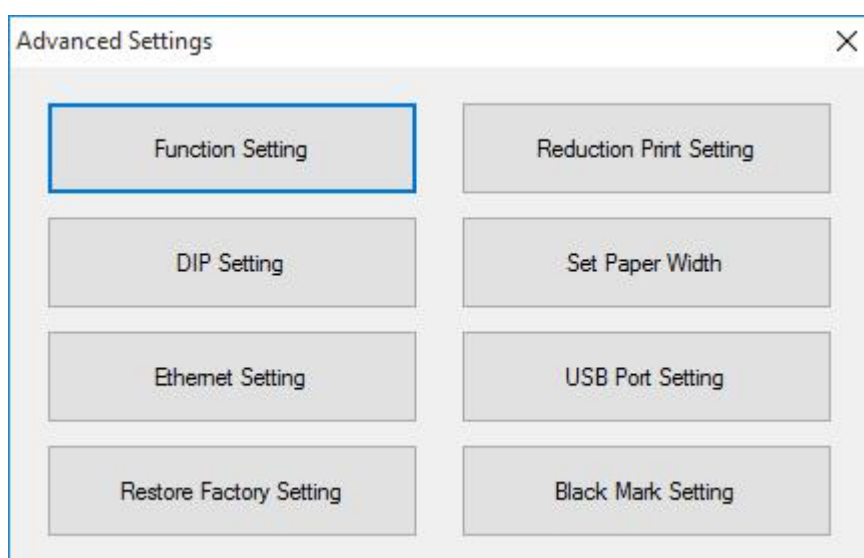 Advanced Settings
Function Setting
Reduction Print Setting
DIP Setting
Set Paper Width
Ethernet Setting
USB Port Setting
Restore Factory Setting
Black Mark Setting